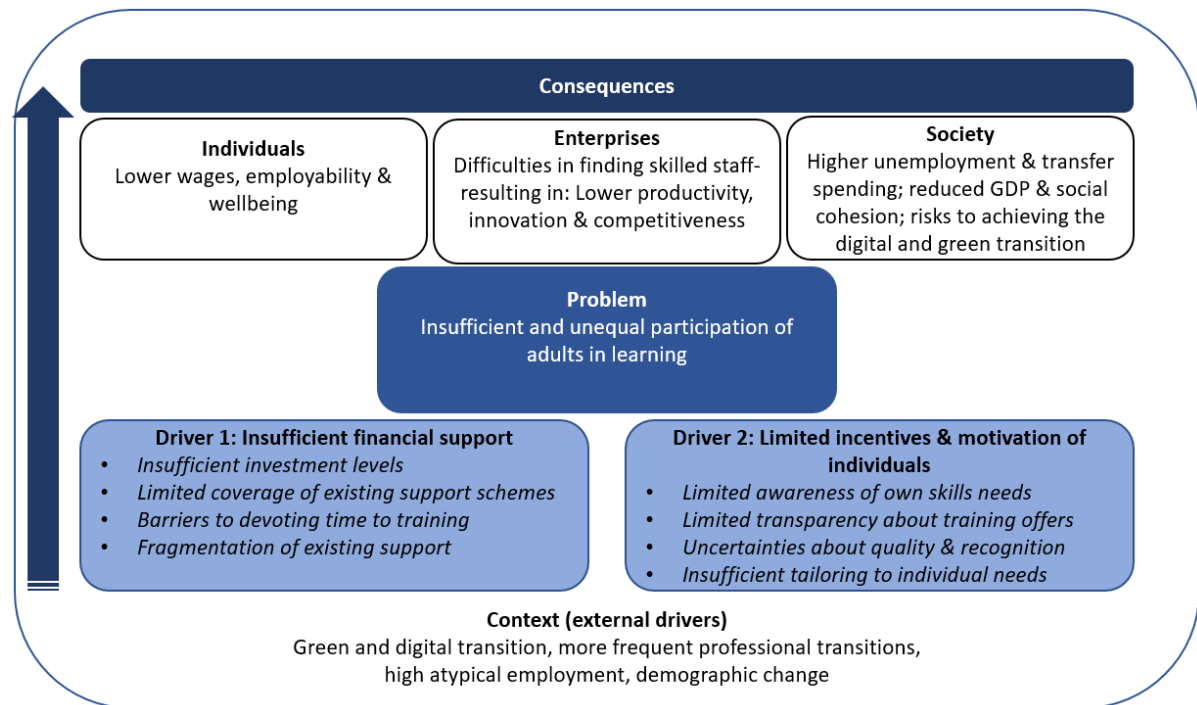 Consequences
Individuals
Lower wages, employability &
wellbeing
Enterprises
Difficulties in finding skilled staff-
resulting in: Lower productivity,
innovation & competitiveness
Society
Higher unemployment & transfer
spending; reduced GDP & social
cohesion; risks to achieving the
digital and green transition
Problem
Insufficient and unequal participation of
adults in learning
Driver 1: Insufficient financial support
• Insufficient investment levels
• Limited coverage of existing support schemes
• Barriers to devoting time to training
• Fragmentation of existing support
Driver 2: Limited incentives & motivation of
individuals
• Limited awareness of own skills needs
• Limited transparency about training offers
• Uncertainties about quality & recognition
• Insufficient tailoring to individual needs
Context (external drivers)
Green and digital transition, more frequent professional transitions,
high atypical employment, demographic change